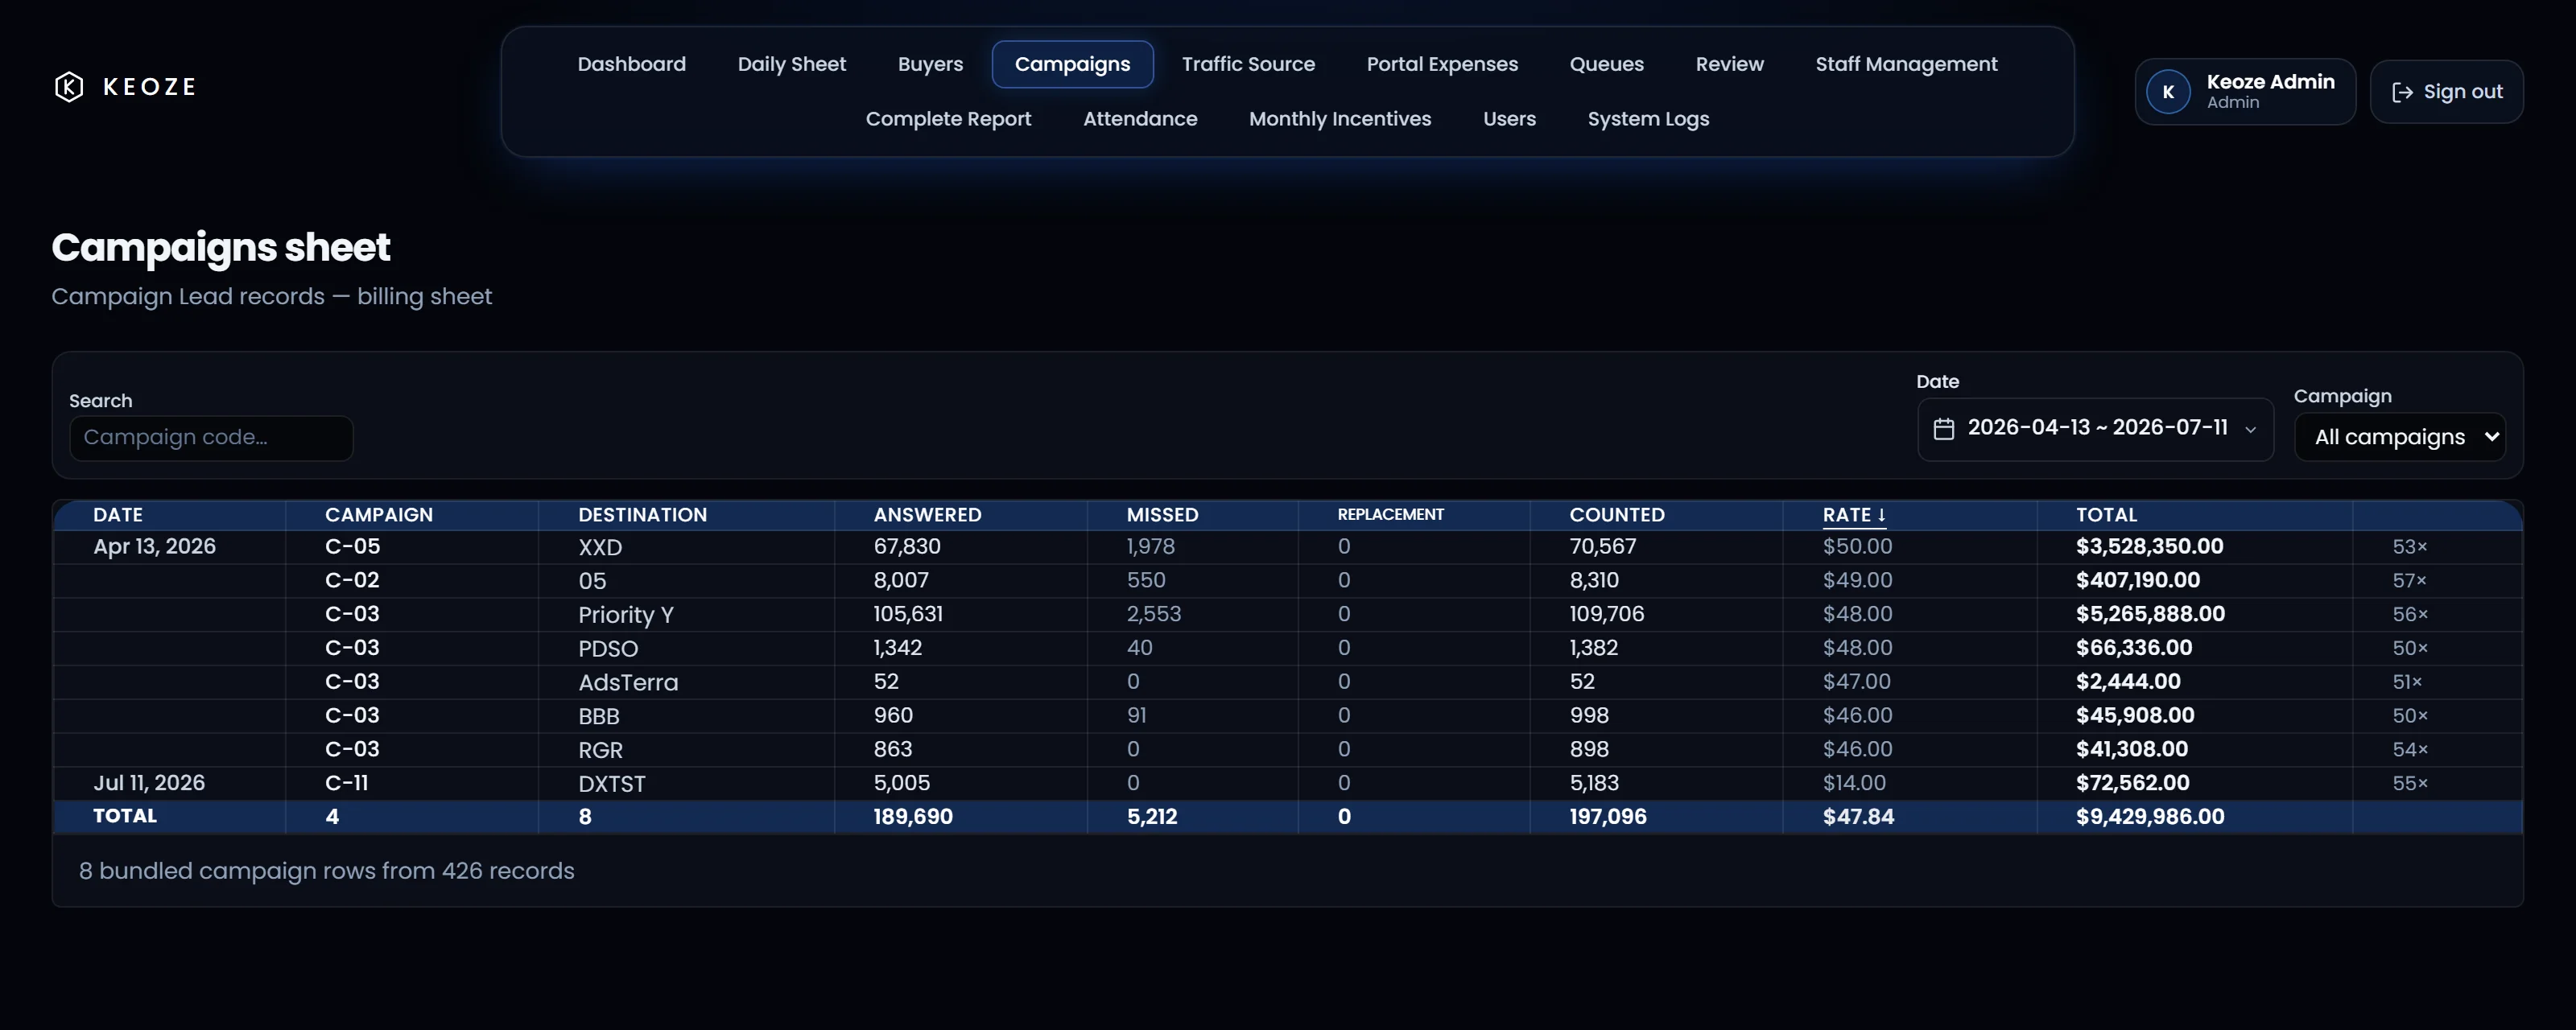 KEOZE
Dashboard Daily Sheet Buyers Campaigns Traffic Source Portal Expenses Queues Review Staff Management
Complete Report Attendance Monthly Incentives Users System Logs
K Keoze Admin
Admin
Sign out
Campaigns sheet
Campaign Lead records — billing sheet
Search
Campaign code...
Date
2026-04-13 ~ 2026-07-11
Campaign
All campaigns
DATE CAMPAIGN DESTINATION ANSWERED MISSED REPLACEMENT COUNTED RATE ↓ TOTAL
Apr 13, 2026 C-05 XXD 67,830 1,978 0 70,567 $50.00 $3,528,350.00 53×
C-02 05 8,007 550 0 8,310 $49.00 $407,190.00 57×
C-03 Priority Y 105,631 2,553 0 109,706 $48.00 $5,265,888.00 56×
C-03 PDSO 1,342 40 0 1,382 $48.00 $66,336.00 50×
C-03 AdsTerra 52 0 0 52 $47.00 $2,444.00 51×
C-03 BBB 960 91 0 998 $46.00 $45,908.00 50×
C-03 RGR 863 0 0 898 $46.00 $41,308.00 54×
Jul 11, 2026 C-11 DXTST 5,005 0 0 5,183 $14.00 $72,562.00 55×
TOTAL 4 8 189,690 5,212 0 197,096 $47.84 $9,429,986.00
8 bundled campaign rows from 426 records